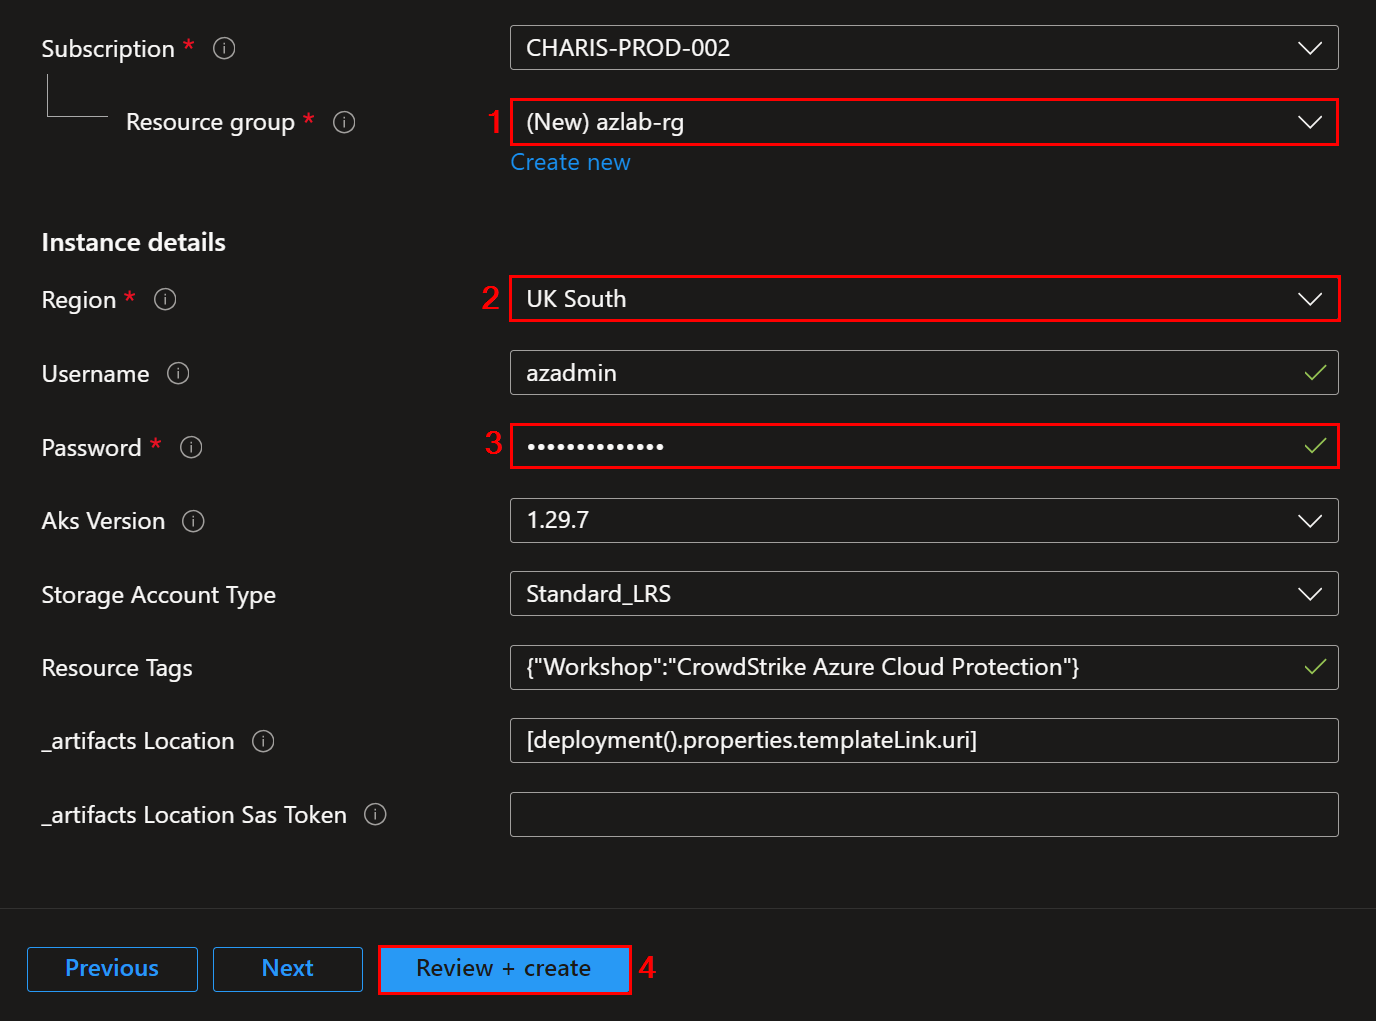 Subscription * CHARIS-PROD-002
Resource group * 1 (New) azlab-rg
Create new
Instance details
Region * 2 UK South
Username azadmin
Password * 3 ••••••••••••••
Aks Version 1.29.7
Storage Account Type Standard_LRS
Resource Tags {"Workshop":"CrowdStrike Azure Cloud Protection"}
_artifacts Location [deployment().properties.templateLink.uri]
_artifacts Location Sas Token
Previous Next Review + create 4